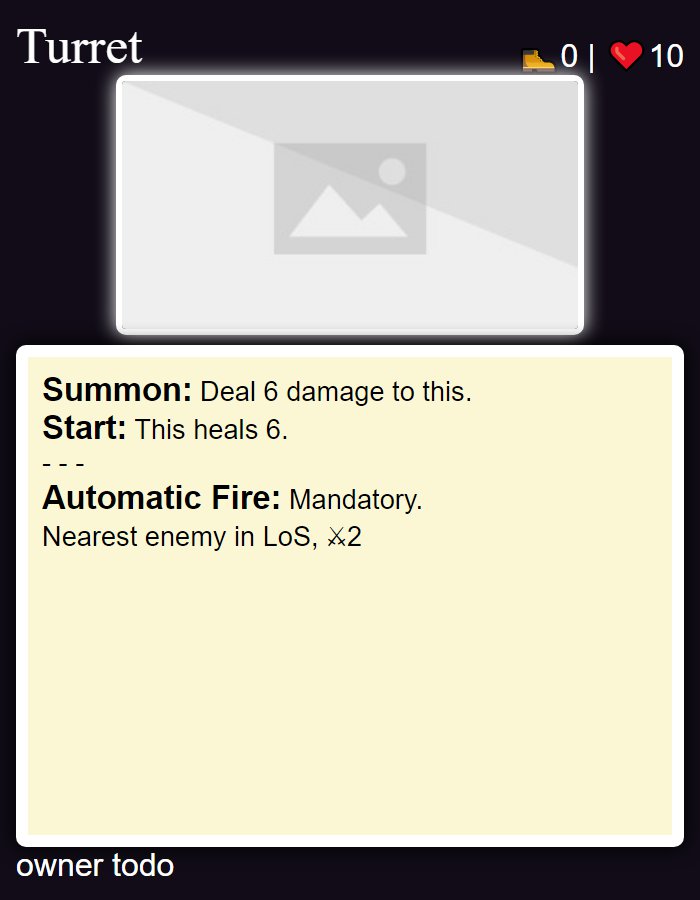 Turret
🥾0 | ❤️10
Summon: Deal 6 damage to this.
Start: This heals 6.
- - -
Automatic Fire: Mandatory.
Nearest enemy in LoS, ⚔2
owner todo